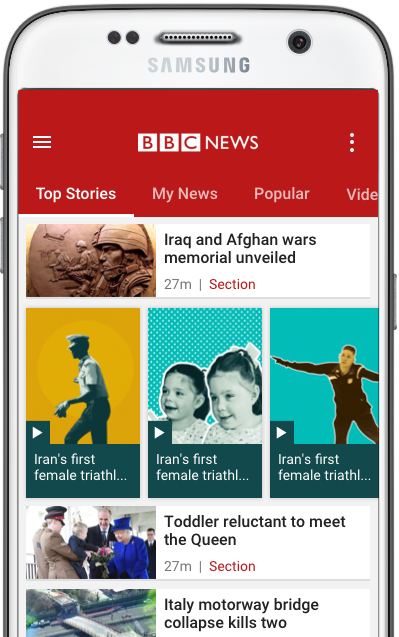 SAMSUNG
BBC NEWS
Top Stories My News Popular Vide
Iraq and Afghan wars
memorial unveiled
27m | Section
Iran's first
female triathl...
Iran's first
female triathl...
Iran's first
female triathl...
Toddler reluctant to meet
the Queen
27m | Section
Italy motorway bridge
collapse kills two